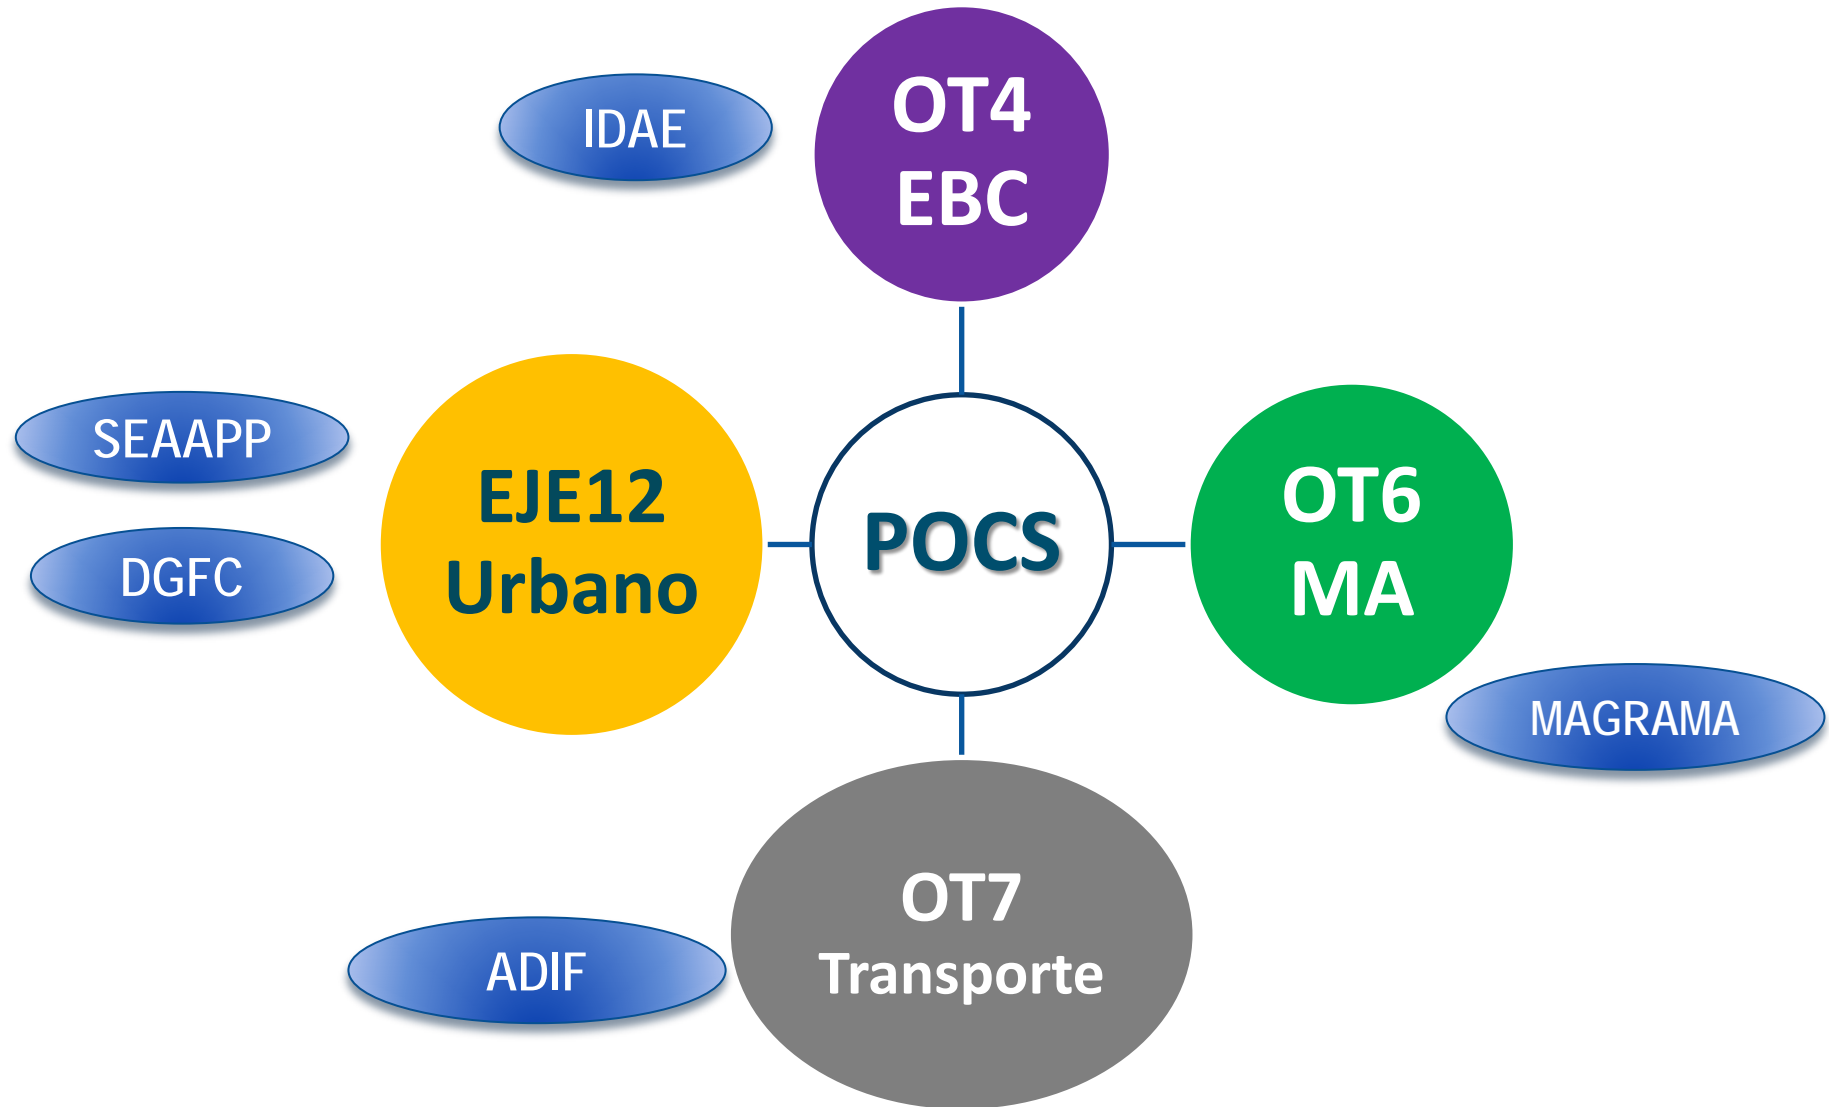 IDAE
OT4
EBC
SEAAPP
DGFC
EJE12
Urbano
POCS
OT6
MA
MAGRAMA
ADIF
OT7
Transporte